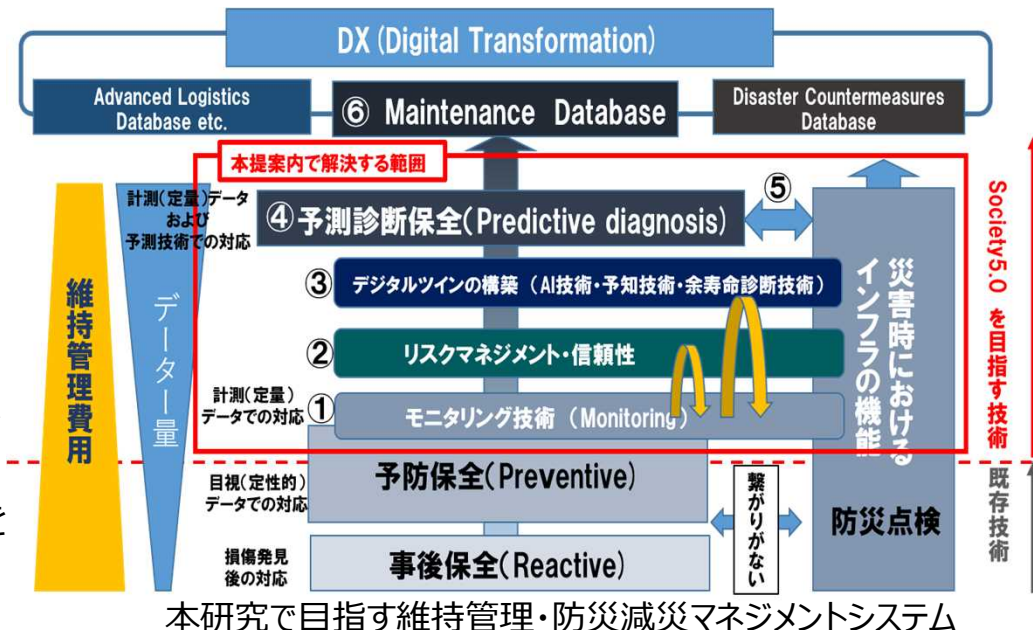 DX(Digital Transformation)
Advanced Logistics
Database etc.
⑥ Maintenance Database
Disaster Countermeasures
Database
本提案内で解決する範囲
計測(定量)データ
および
予測技術での対応
④予測診断保全(Predictive diagnosis)
⑤
③
デジタルツインの構築(AI技術・予知技術・余寿命診断技術)
②
リスクマネジメント・信頼性
計測(定量)
データでの対応
①
モニタリング技術(Monitoring)
目視(定性的)
データでの対応
予防保全(Preventive)
損傷発見
後の対応
事後保全(Reactive)
維持管理費用
データー量
繋がりがない
災害時における
インフラの機能
防災点検
Society5.0 を目指す技術
既存技術
と
本研究で目指す維持管理・防災減災マネジメントシステム